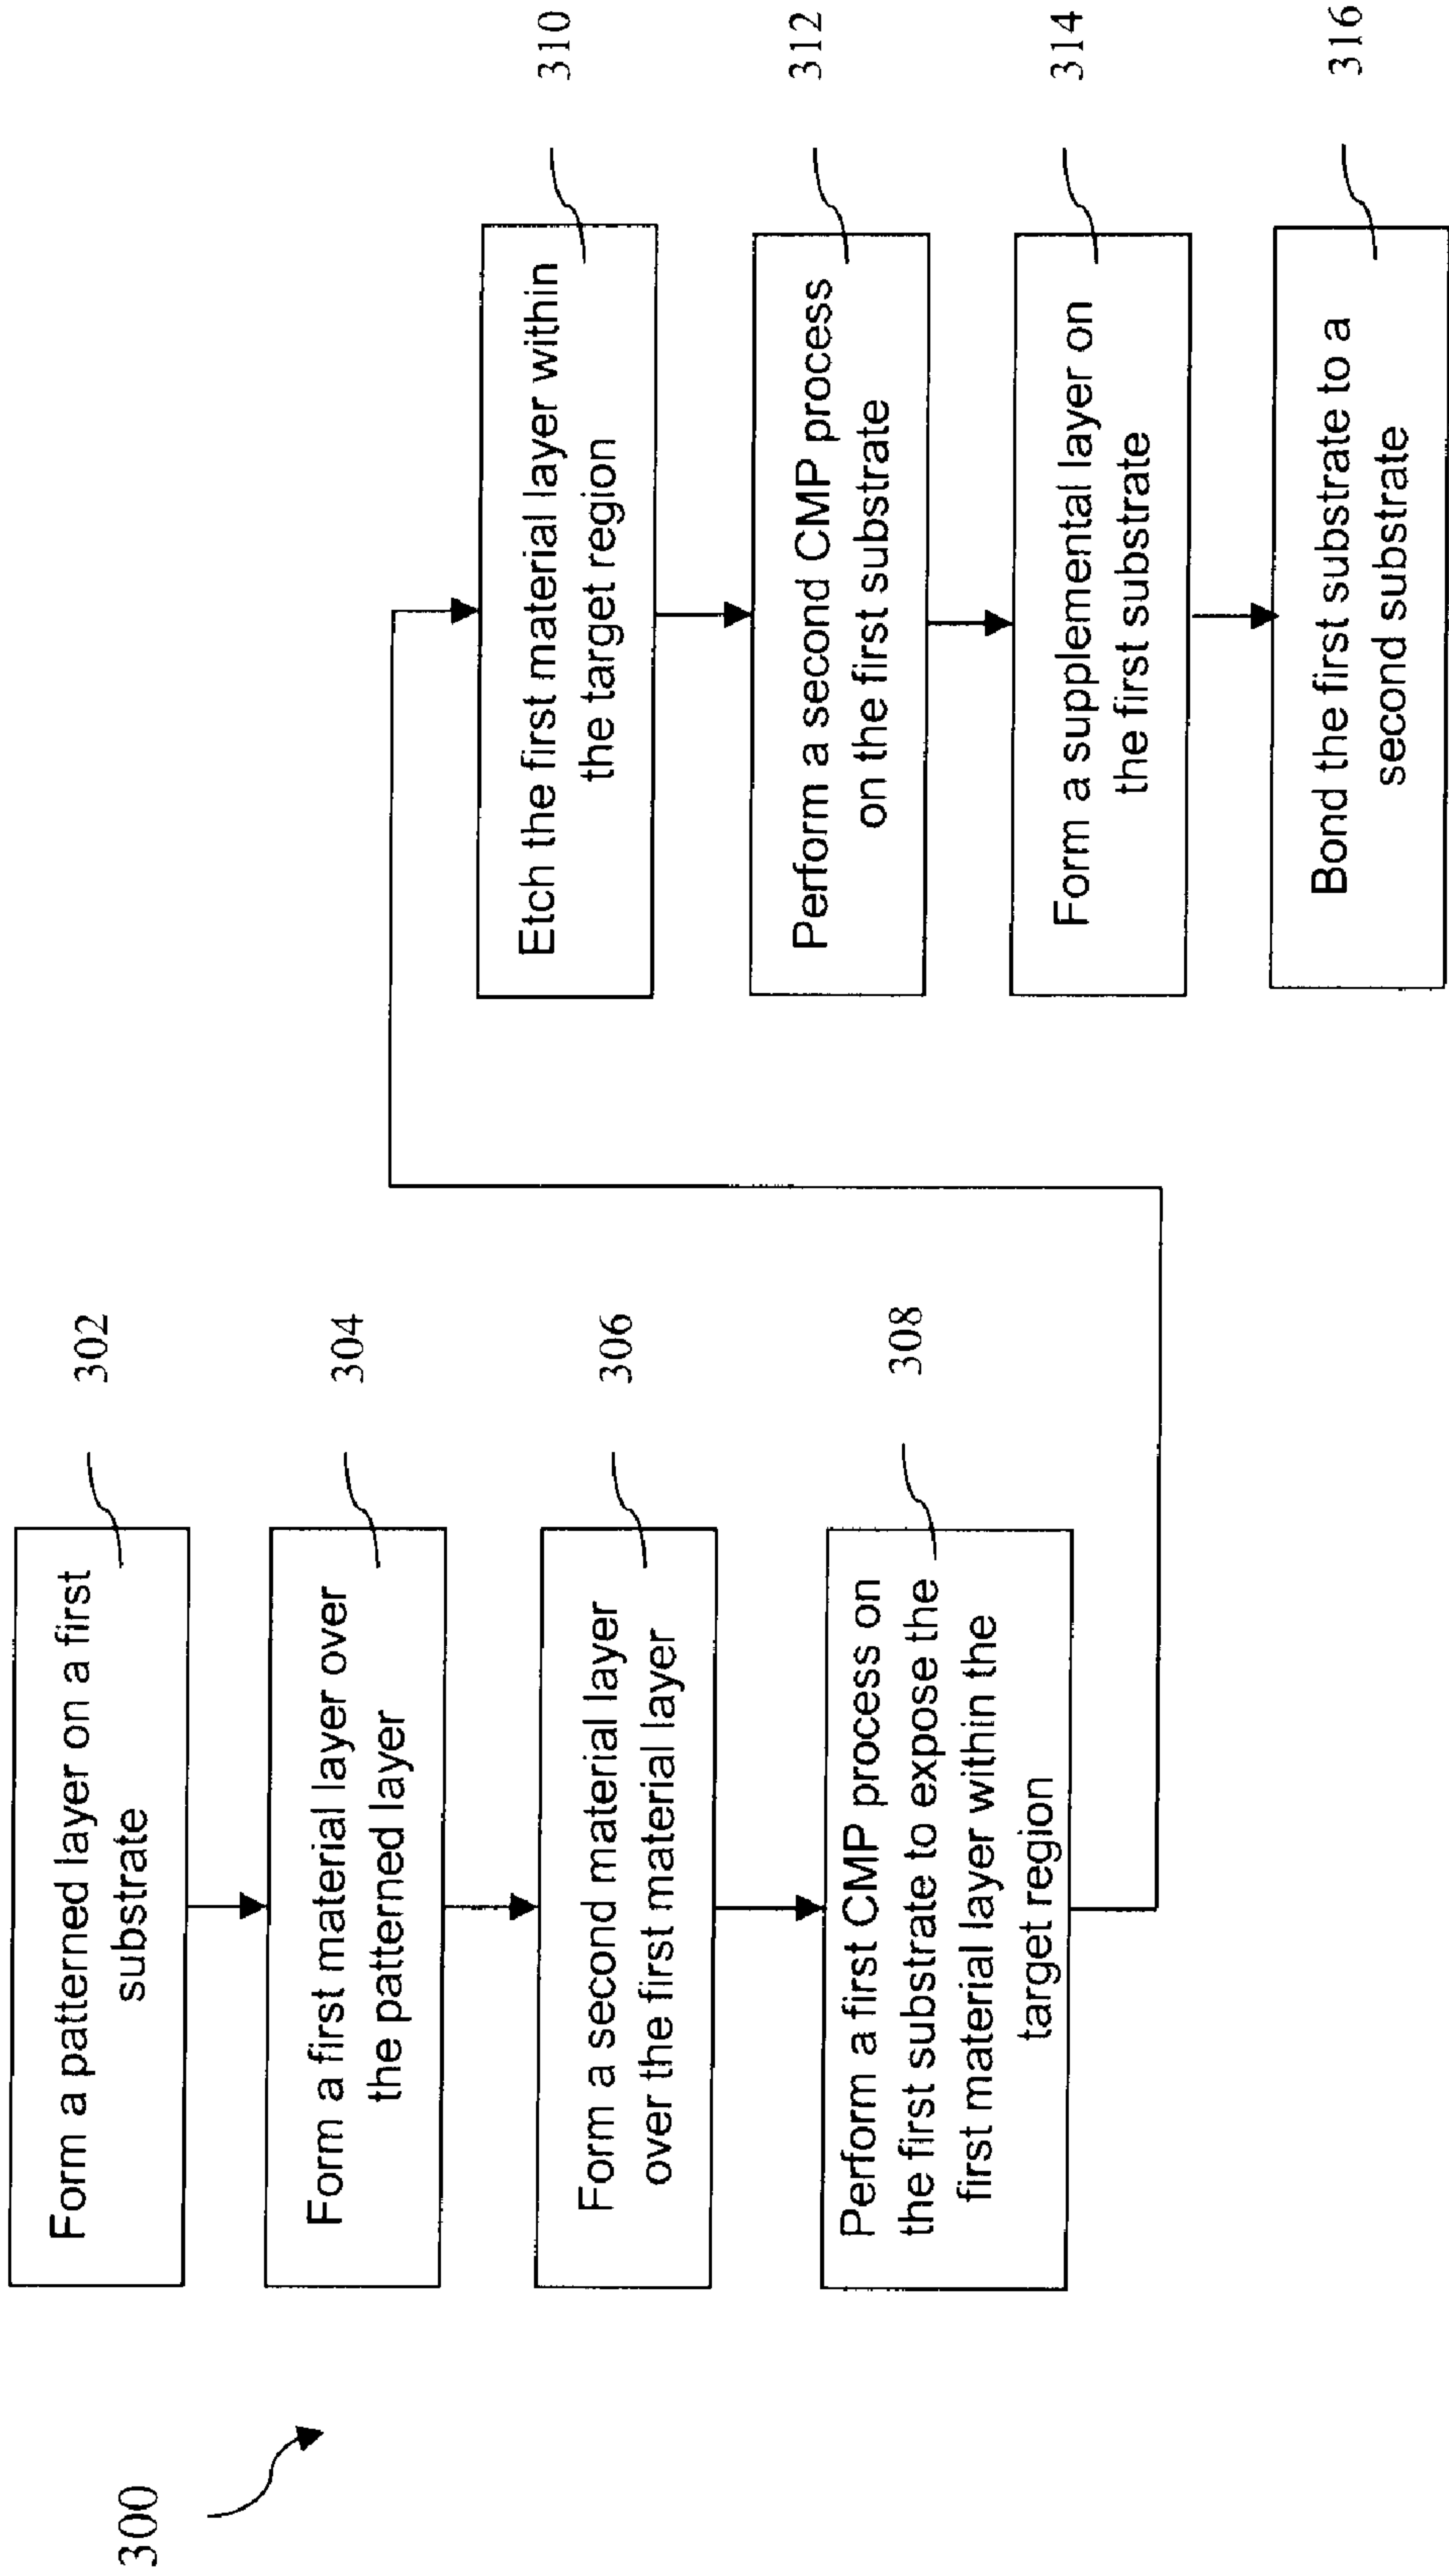 300
Form a patterned layer on a first
substrate
302
Form a first material layer over
the patterned layer
304
Form a second material layer
over the first material layer
306
Perform a first CMP process on
the first substrate to expose the
first material layer within the
target region
308
Etch the first material layer within
the target region
310
Perform a second CMP process
on the first substrate
312
Form a supplemental layer on
the first substrate
314
Bond the first substrate to a
second substrate
316